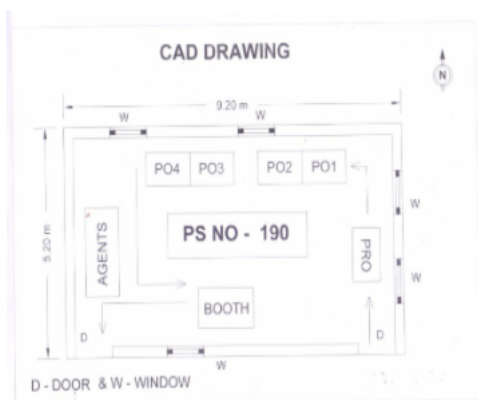 CAD DRAWING
N
9.20 m
W
W
PO4 PO3 PO2 PO1
W
5.20 m
AGENTS
PS NO - 190
PRO
W
BOOTH
D
D
W
D - DOOR & W - WINDOW